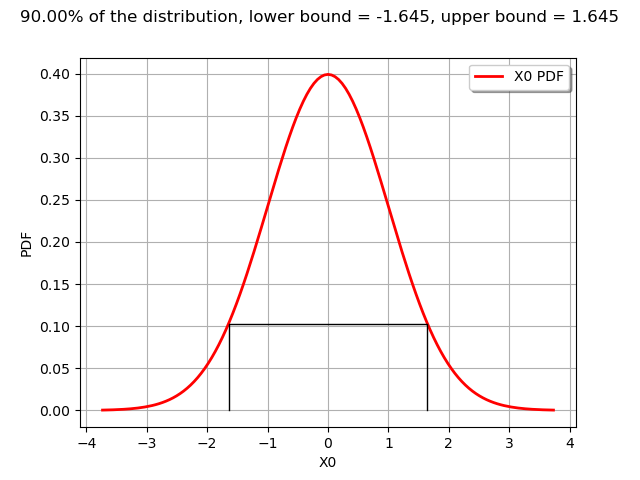 90.00% of the distribution, lower bound = -1.645, upper bound = 1.645
X0 PDF
0.40
0.35
0.30
0.25
0.20
0.15
0.10
0.05
0.00
PDF
−4 −3 −2 −1 0 1 2 3 4
X0